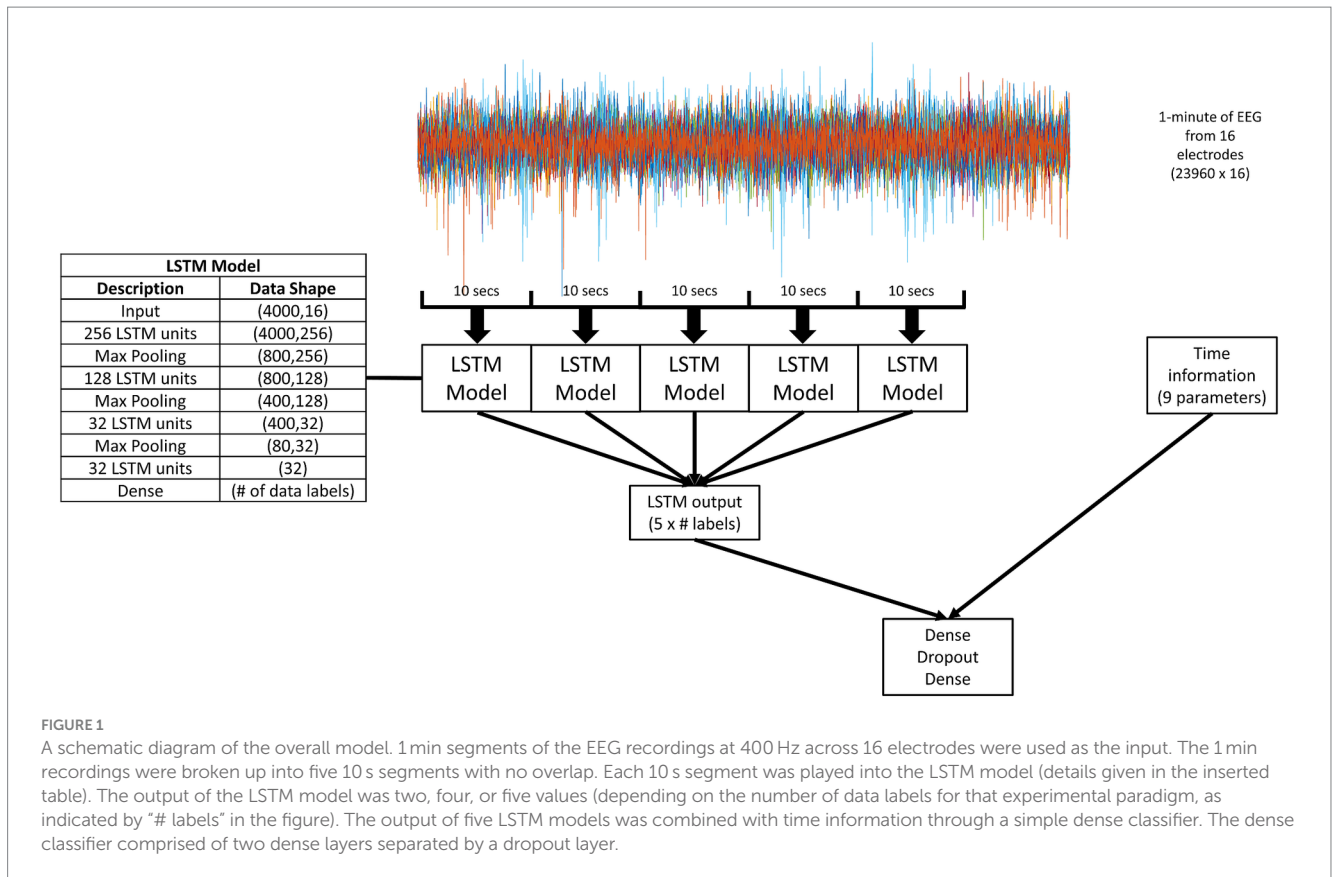 1-minute of EEG
from 16
electrodes
(23960 x 16)
LSTM Model
Description Data Shape
Input (4000,16)
256 LSTM units (4000,256)
Max Pooling (800,256)
128 LSTM units (800,128)
Max Pooling (400,128)
32 LSTM units (400,32)
Max Pooling (80,32)
32 LSTM units (32)
Dense (# of data labels)
10 secs 10 secs 10 secs 10 secs 10 secs
LSTM LSTM LSTM LSTM LSTM
Model Model Model Model Model
Time
information
(9 parameters)
LSTM output
(5 x # labels)
Dense
Dropout
Dense
FIGURE 1
A schematic diagram of the overall model. 1 min segments of the EEG recordings at 400 Hz across 16 electrodes were used as the input. The 1 min
recordings were broken up into five 10 s segments with no overlap. Each 10 s segment was played into the LSTM model (details given in the inserted
table). The output of the LSTM model was two, four, or five values (depending on the number of data labels for that experimental paradigm, as
indicated by “# labels” in the figure). The output of five LSTM models was combined with time information through a simple dense classifier. The dense
classifier comprised of two dense layers separated by a dropout layer.